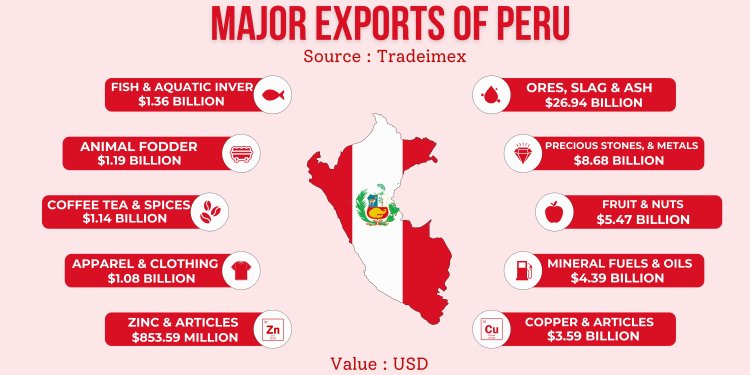 MAJOR EXPORTS OF PERU
Source : Tradeimex
FISH & AQUATIC INVER
$1.36 BILLION
ANIMAL FODDER
$1.19 BILLION
COFFEE TEA & SPICES
$1.14 BILLION
APPAREL & CLOTHING
$1.08 BILLION
ZINC & ARTICLES
$853.59 MILLION
Zn
ORES, SLAG & ASH
$26.94 BILLION
PRECIOUS STONES, & METALS
$8.68 BILLION
FRUIT & NUTS
$5.47 BILLION
MINERAL FUELS & OILS
$4.39 BILLION
Cu
COPPER & ARTICLES
$3.59 BILLION
Value : USD